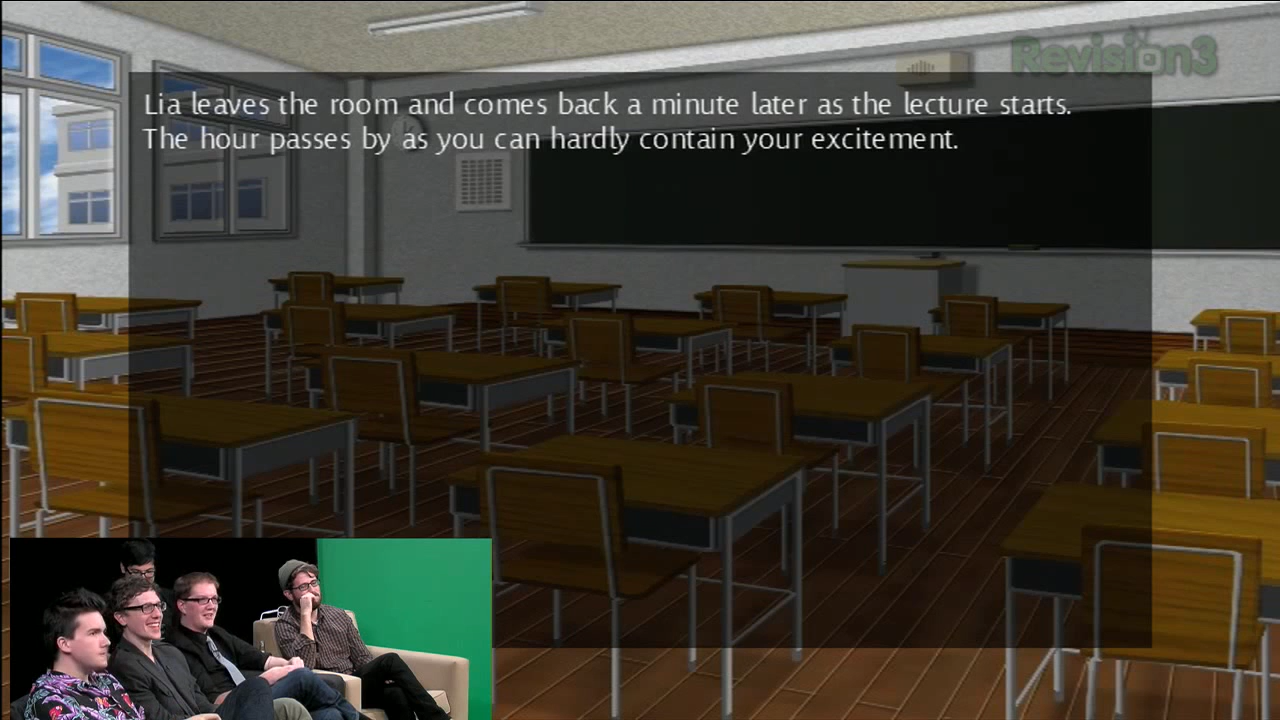 Revision3
Lia leaves the room and comes back a minute later as the lecture starts.
The hour passes by as you can hardly contain your excitement.